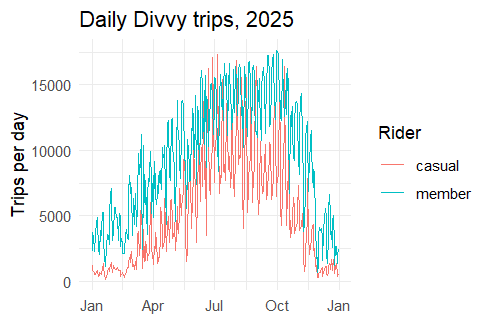 Daily Divvy trips, 2025
Trips per day
15000
10000
5000
0
Jan
Apr
Jul
Oct
Jan
Rider
casual
member